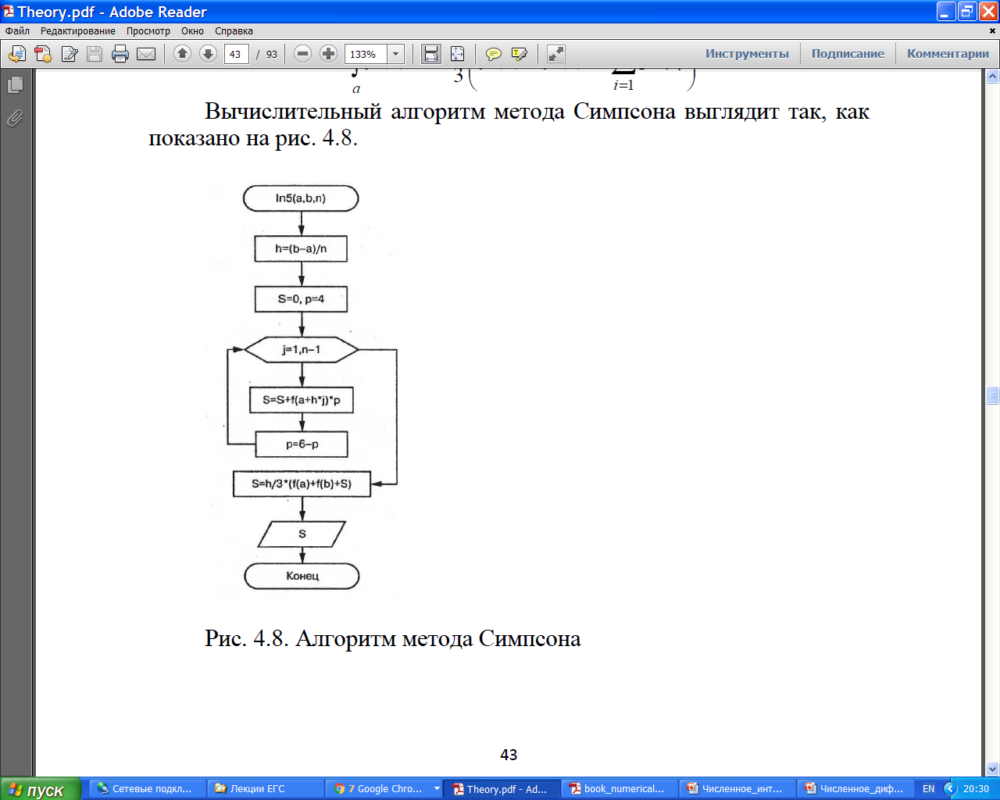 Theory.pdf - Adobe Reader
Файл Редактирование Просмотр Окно Справка
43 / 93 133% Инструменты Подписание Комментарии
a 3 i=1
Вычислительный алгоритм метода Симпсона выглядит так, как
показано на рис. 4.8.
In5(a,b,n)
h=(b–a)/n
S=0, p=4
j=1,n–1
S=S+f(a+h*j)*p
p=6–p
S=h/3*(f(a)+f(b)+S)
S
Конец
Рис. 4.8. Алгоритм метода Симпсона
43
пуск Сетевые подкл... Лекции ЕГС 7 Google Chro... Theory.pdf - Ad... book_numerical... Численное_инт... Численное_диф... EN 20:30